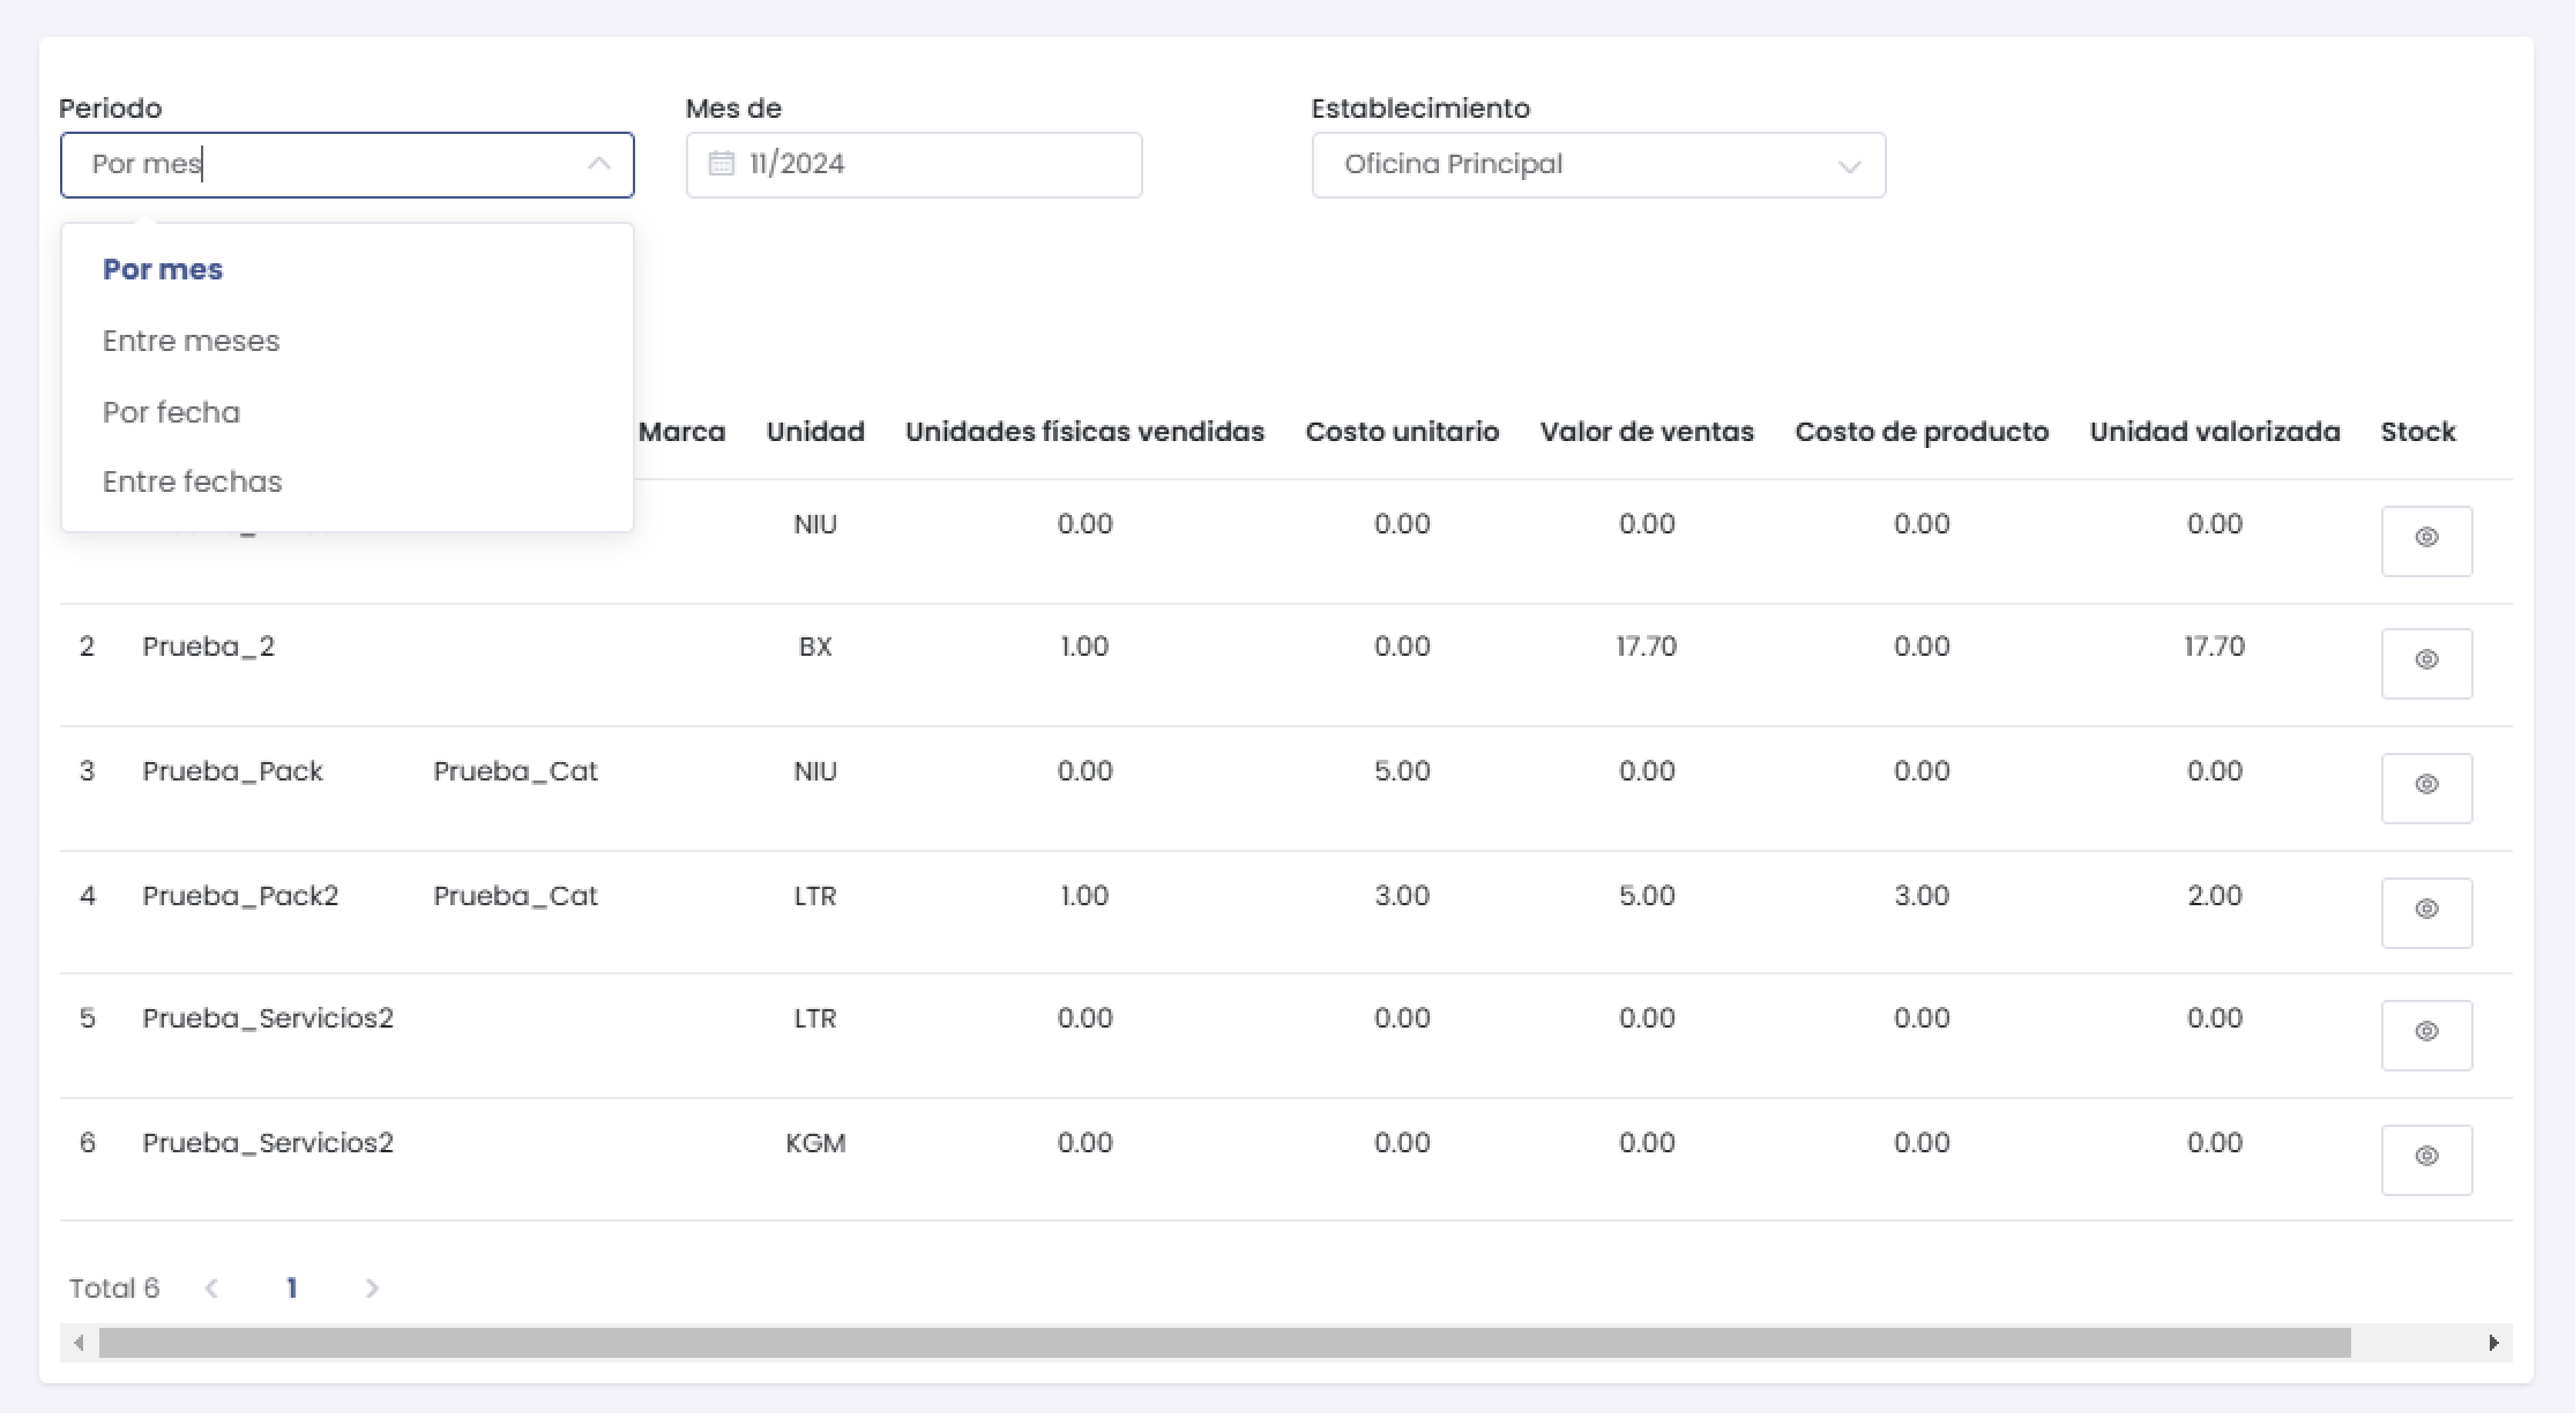 Periodo Mes de Establecimiento
Por mes 11/2024 Oficina Principal
Por mes
Entre meses
Por fecha
Entre fechas
Marca Unidad Unidades físicas vendidas Costo unitario Valor de ventas Costo de producto Unidad valorizada Stock
NIU 0.00 0.00 0.00 0.00 0.00
2 Prueba_2 BX 1.00 0.00 17.70 0.00 17.70
3 Prueba_Pack Prueba_Cat NIU 0.00 5.00 0.00 0.00 0.00
4 Prueba_Pack2 Prueba_Cat LTR 1.00 3.00 5.00 3.00 2.00
5 Prueba_Servicios2 LTR 0.00 0.00 0.00 0.00 0.00
6 Prueba_Servicios2 KGM 0.00 0.00 0.00 0.00 0.00
Total 6 1